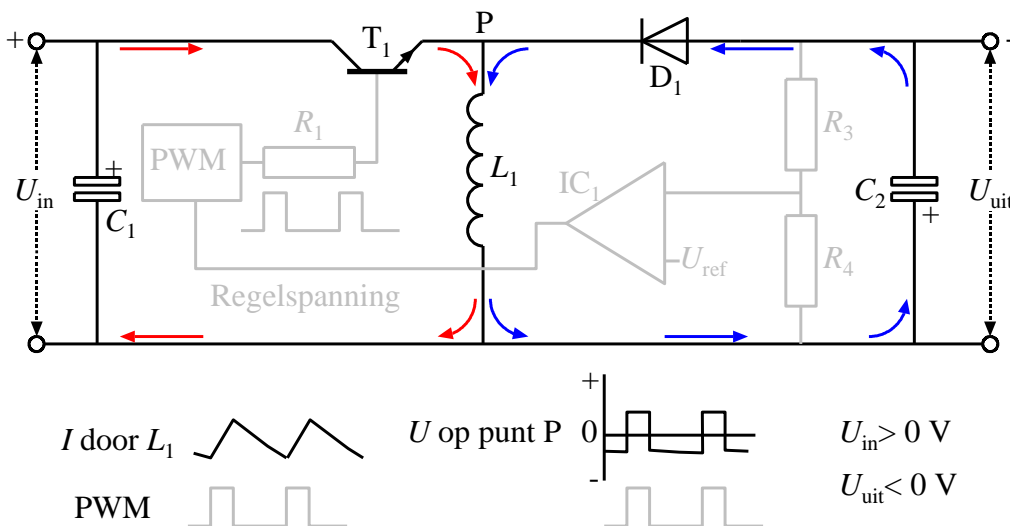 P
+
T1
-
D1
R1
R3
PWM
+
L1
IC1
Uin
C1
C2
+
Uuit
Uref
R4
Regelspanning
+
I door L1
U op punt P
0
Uin> 0 V
-
Uuit< 0 V
PWM